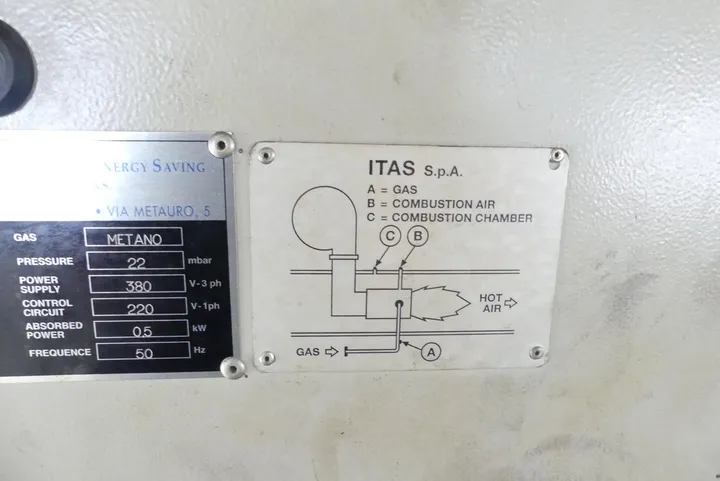 ENERGY SAVING
• VIA METAURO, 5
GAS METANO
PRESSURE 22 mbar
POWER
SUPPLY 380 V-3 ph
CONTROL
CIRCUIT 220 V-1ph
ABSORBED
POWER 0.5 kW
FREQUENCE 50 Hz
ITAS S.p.A.
A = GAS
B = COMBUSTION AIR
C = COMBUSTION CHAMBER
C B
HOT
AIR
GAS
A